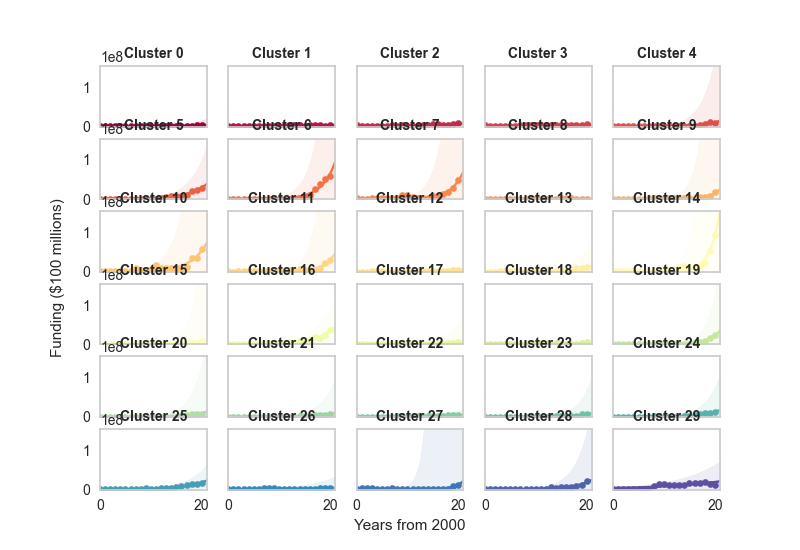 1e8
Cluster 0 Cluster 1 Cluster 2 Cluster 3 Cluster 4
1
0
1e8
Cluster 5 Cluster 6 Cluster 7 Cluster 8 Cluster 9
1
0
1e8
Cluster 10 Cluster 11 Cluster 12 Cluster 13 Cluster 14
1
0
1e8
Cluster 15 Cluster 16 Cluster 17 Cluster 18 Cluster 19
1
0
1e8
Cluster 20 Cluster 21 Cluster 22 Cluster 23 Cluster 24
1
0
1e8
Cluster 25 Cluster 26 Cluster 27 Cluster 28 Cluster 29
1
0
0 20 0 20 0 20 0 20 0 20
Years from 2000
Funding ($100 millions)